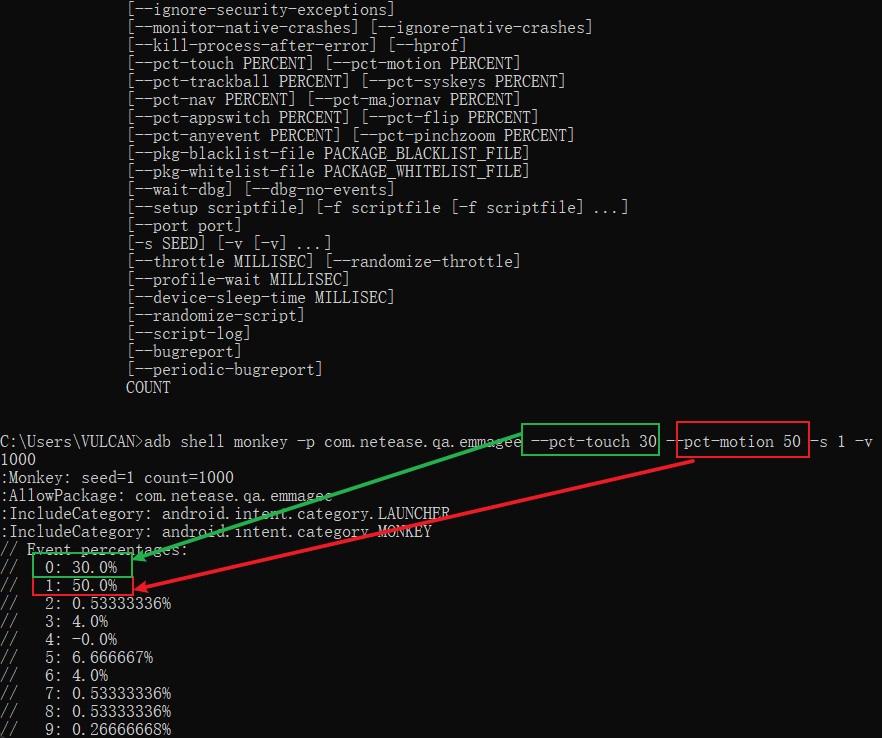 [--ignore-security-exceptions]
[--monitor-native-crashes] [--ignore-native-crashes]
[--kill-process-after-error] [--hprof]
[--pct-touch PERCENT] [--pct-motion PERCENT]
[--pct-trackball PERCENT] [--pct-syskeys PERCENT]
[--pct-nav PERCENT] [--pct-majornav PERCENT]
[--pct-appswitch PERCENT] [--pct-flip PERCENT]
[--pct-anyevent PERCENT] [--pct-pinchzoom PERCENT]
[--pkg-blacklist-file PACKAGE_BLACKLIST_FILE]
[--pkg-whitelist-file PACKAGE_WHITELIST_FILE]
[--wait-dbg] [--dbg-no-events]
[--setup scriptfile] [-f scriptfile [-f scriptfile] ...]
[--port port]
[-s SEED] [-v [-v] ...]
[--throttle MILLISEC] [--randomize-throttle]
[--profile-wait MILLISEC]
[--device-sleep-time MILLISEC]
[--randomize-script]
[--script-log]
[--bugreport]
[--periodic-bugreport]
COUNT
C:\Users\VULCAN>adb shell monkey -p com.netease.qa.emmagee --pct-touch 30 --pct-motion 50 -s 1 -v
1000
:Monkey: seed=1 count=1000
:AllowPackage: com.netease.qa.emmagee
:IncludeCategory: android.intent.category.LAUNCHER
:IncludeCategory: android.intent.category.MONKEY
// Event percentages:
// 0: 30.0%
// 1: 50.0%
// 2: 0.53333336%
// 3: 4.0%
// 4: -0.0%
// 5: 6.666667%
// 6: 4.0%
// 7: 0.53333336%
// 8: 0.53333336%
// 9: 0.26666668%